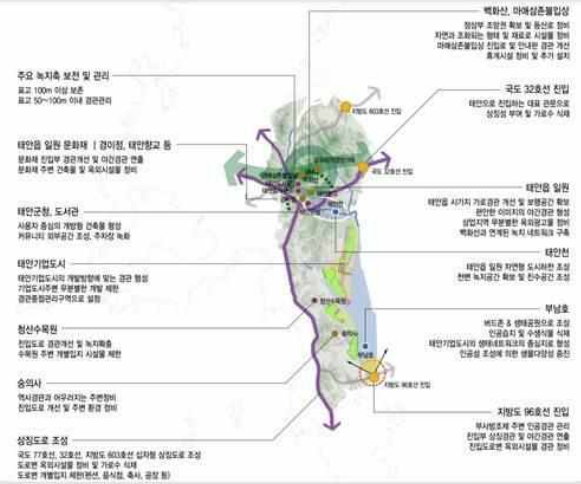 백화산, 마애삼존불입상
정상부 조망권 확보 및 등산로 정비
자연과 조화되는 형태 및 재료로 시설물 정비
마애삼존불입상 진입로 및 안내판 경관 개선
휴게시설 정비 및 추가 설치
주요 녹지축 보전 및 관리
표고 100m 이상 보존
표고 50~100m 이내 경관관리
국도 32호선 진입
태안으로 진입하는 대표 관문으로
상징성 부여 및 가로수 식재
지방도 603호선 진입
태안읍 일원 문화재 | 경이정, 태안향교 등
문화재 진입부 경관개선 및 야간경관 연출
문화재 주변 건축물 및 옥외시설물 정비
국도 32호선 진입
태안읍 일원
태안읍 시가지 가로경관 개선 및 보행공간 확보
편안한 이미지의 야간경관 형성
상업지역 무분별한 옥외광고물 정비
백화산과 연계된 녹지 네트워크 구축
태안군청, 도서관
사용자 중심의 개방형 건축물 형성
커뮤니티 외부공간 조성, 주차장 녹화
태안천
태안읍 일원 자연형 도시하천 조성
천변 녹지공간 확보 및 친수공간 조성
태안기업도시
태안기업도시의 개발방향에 맞는 경관 형성
기업도시주변 무분별한 개발 제한
경관중점관리구역으로 설정
청산수목원
부남호
버드존 & 생태공원으로 조성
인공습지 및 수생식물 식재
태안기업도시의 생태네트워크의 중심지로 형성
인공섬 조성에 의한 생물다양성 증진
청산수목원
진입도로 경관개선 및 녹지확충
수목원 주변 개별입지 시설물 제한
숭의사
부남호
숭의사
역사경관과 어우러지는 주변정비
진입도로 개선 및 주변 환경 정비
지방도 96호선 진입
지방도 96호선 진입
부사방조제 주변 인공경관 관리
진입부 상징경관 및 야간경관 연출
진입도로변 옥외시설물 경관 정비
상징도로 조성
국도 77호선, 32호선, 지방도 603호선 십자형 상징도로 조성
도로변 옥외시설물 정비 및 가로수 식재
도로변 개별입지 제한(펜션, 음식점, 축사, 공장 등)